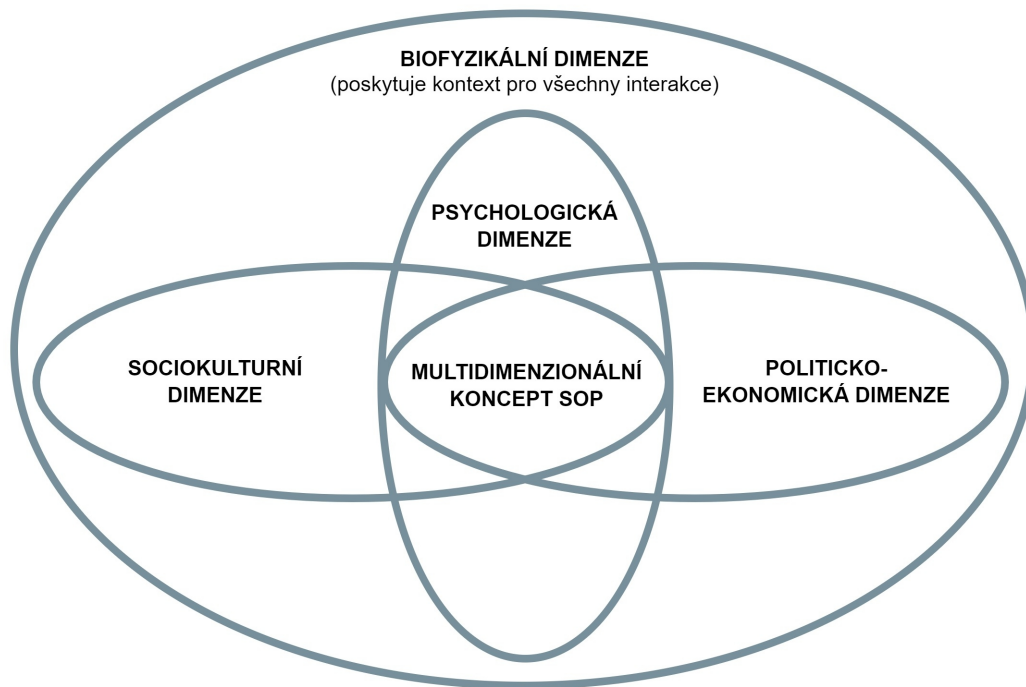 BIOFYZIKÁLNÍ DIMENZE
(poskytuje kontext pro všechny interakce)
PSYCHOLOGICKÁ
DIMENZE
SOCIOKULTURNÍ
DIMENZE
MULTIDIMENZIONÁLNÍ
KONCEPT SOP
POLITICKO-
EKONOMICKÁ DIMENZE